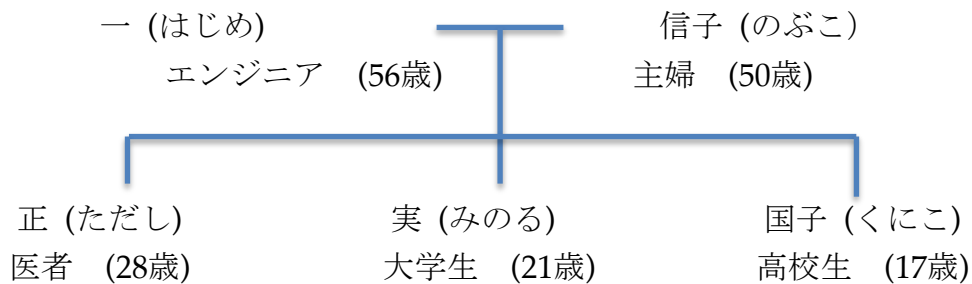 一 (はじめ) 信子 (のぶこ）
エンジニア (56歳) 主婦 (50歳)
正 (ただし) 実 (みのる) 国子 (くにこ)
医者 (28歳) 大学生 (21歳) 高校生 (17歳)